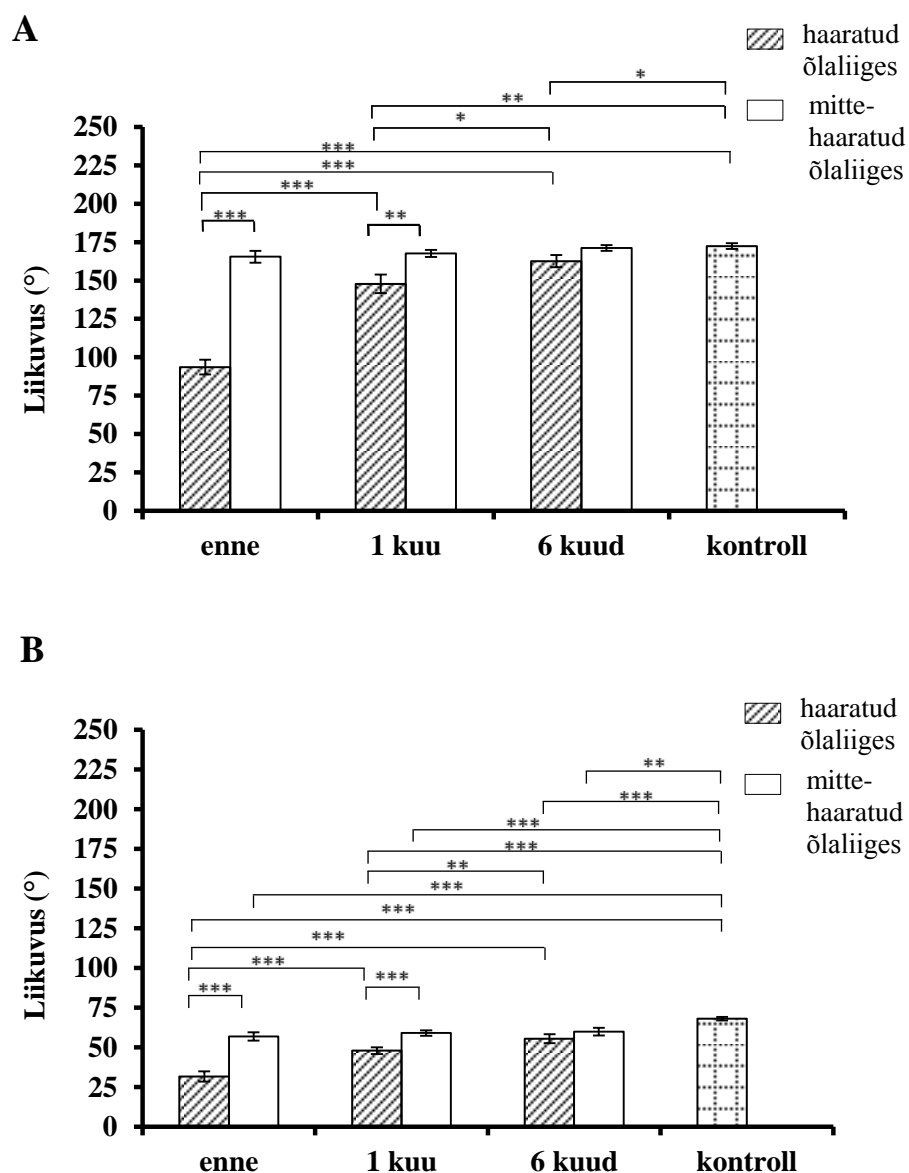 A
haaratud
õlaliiges
mitte-
haaratud
õlaliiges
*
**
*
***
***
***
***
**
250
225
200
175
150
125
100
75
50
25
0
Liikuvus (°)
enne 1 kuu 6 kuud kontroll
B
haaratud
õlaliiges
mitte-
haaratud
õlaliiges
**
***
***
***
**
***
***
***
***
***
***
250
225
200
175
150
125
100
75
50
25
0
Liikuvus (°)
enne 1 kuu 6 kuud kontroll